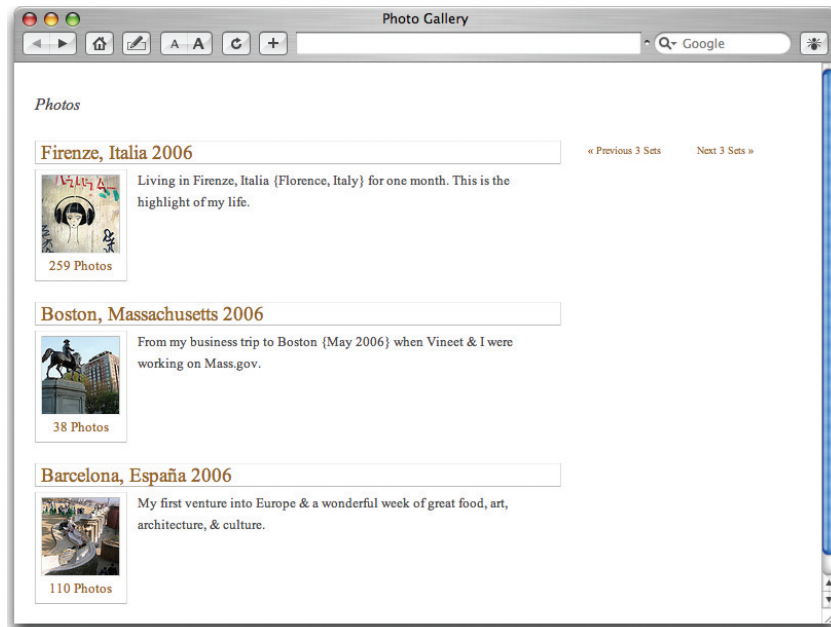 Photo Gallery
A A
Google
Photos
Firenze, Italia 2006
Living in Firenze, Italia {Florence, Italy} for one month. This is the
highlight of my life.
259 Photos
Boston, Massachusetts 2006
From my business trip to Boston {May 2006} when Vineet & I were
working on Mass.gov.
38 Photos
Barcelona, España 2006
My first venture into Europe & a wonderful week of great food, art,
architecture, & culture.
110 Photos
« Previous 3 Sets Next 3 Sets »